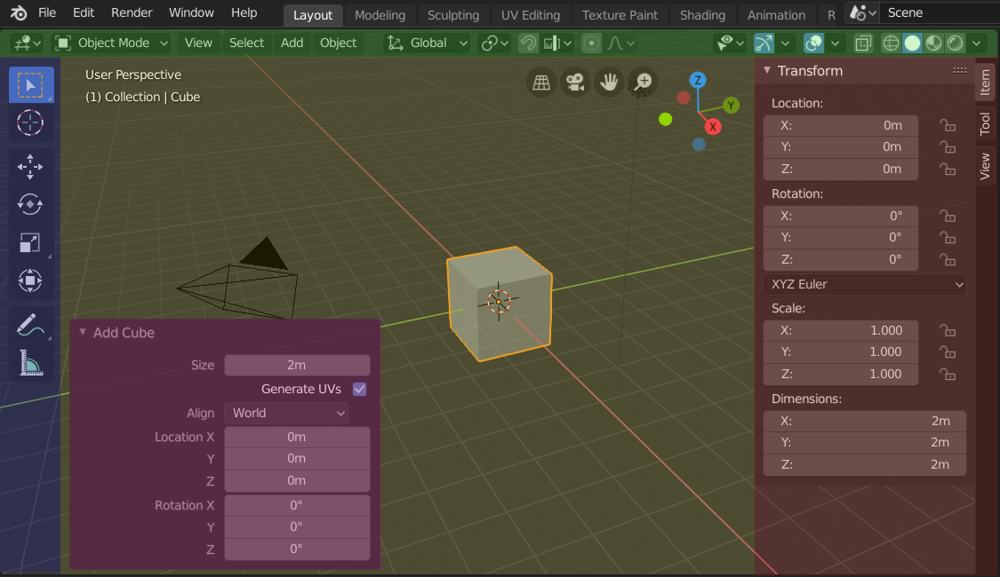 File Edit Render Window Help Layout Modeling Sculpting UV Editing Texture Paint Shading Animation R Scene
Object Mode View Select Add Object Global
User Perspective
(1) Collection | Cube
Z
Y
X
Add Cube
Size 2m
Generate UVs
Align World
Location X 0m
Y 0m
Z 0m
Rotation X 0°
Y 0°
Z 0°
Transform
Location:
X: 0m
Y: 0m
Z: 0m
Rotation:
X: 0°
Y: 0°
Z: 0°
XYZ Euler
Scale:
X: 1.000
Y: 1.000
Z: 1.000
Dimensions:
X: 2m
Y: 2m
Z: 2m
Item
Tool
View